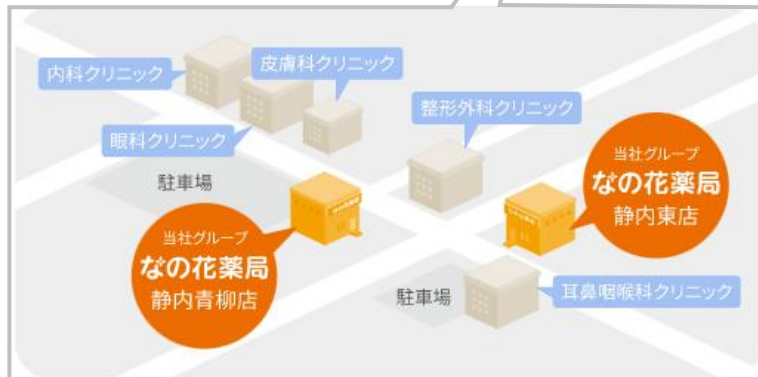 内科クリニック
皮膚科クリニック
眼科クリニック
整形外科クリニック
駐車場
当社グループ
なの花薬局
静内東店
当社グループ
なの花薬局
静内青柳店
駐車場
耳鼻咽喉科クリニック